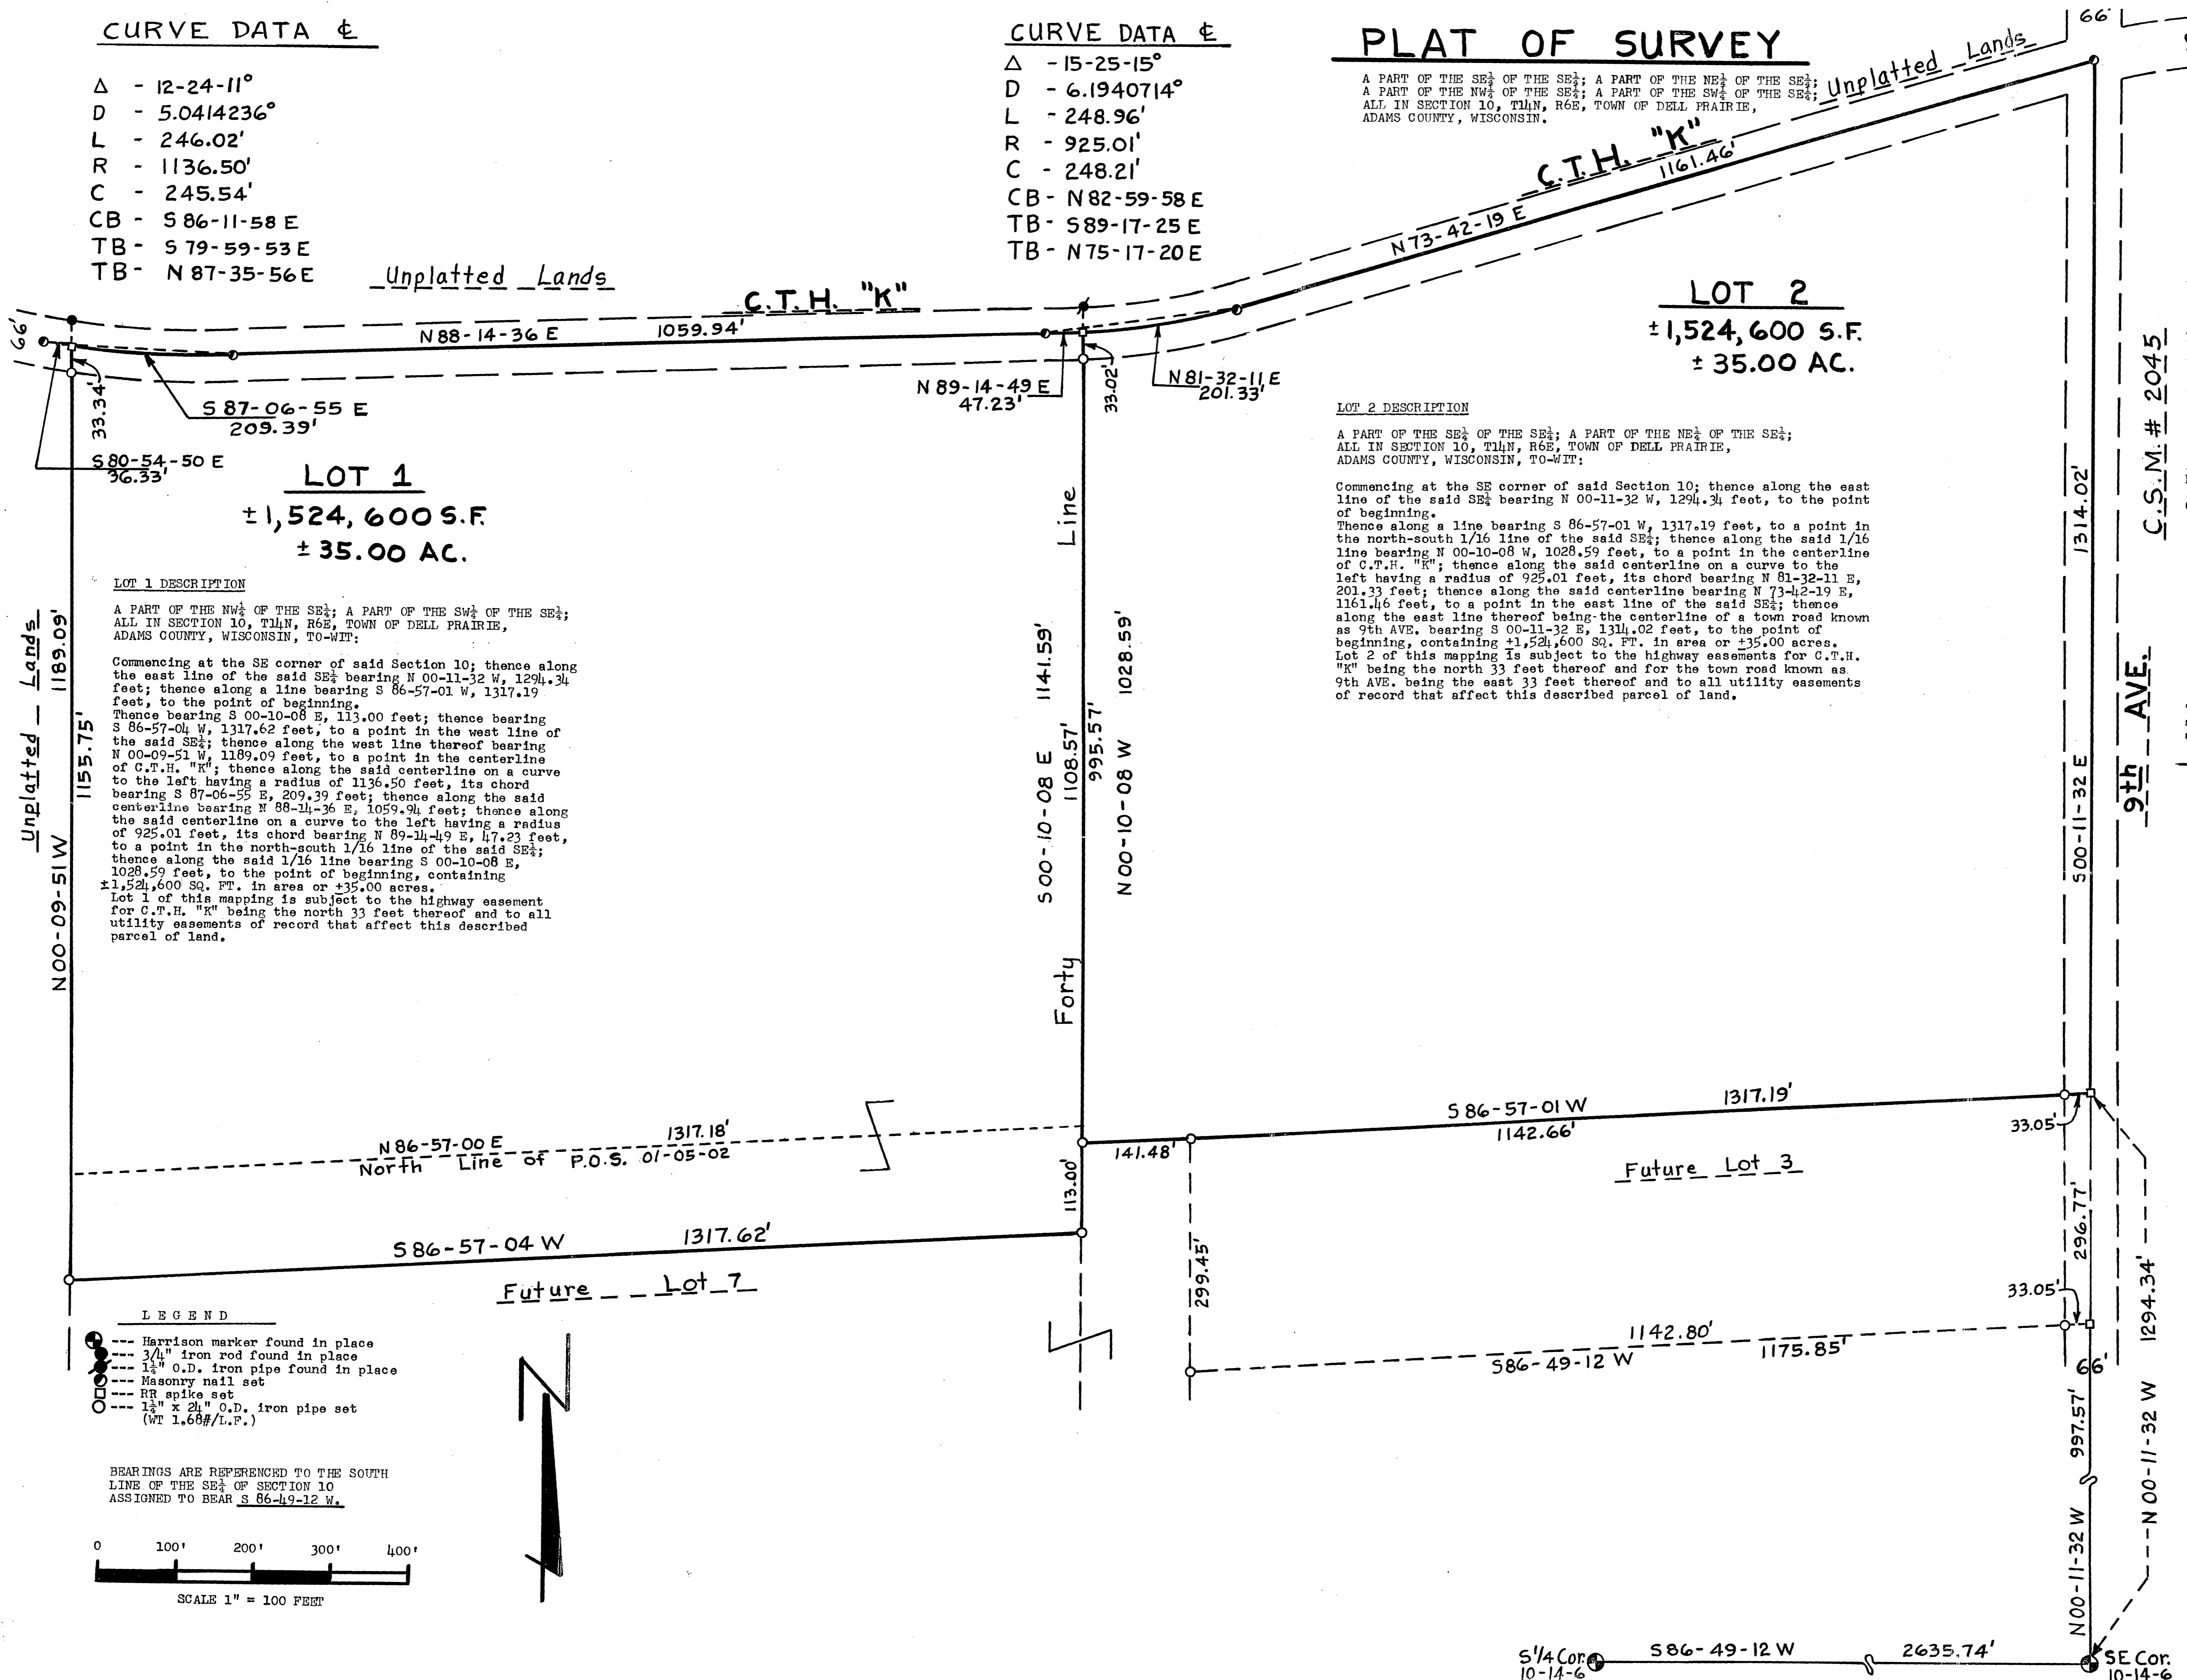 CURVE DATA ℄
Δ - 12-24-11°
D - 5.0414236°
L - 246.02'
R - 1136.50'
C - 245.54'
CB - S 86-11-58 E
TB - S 79-59-53 E
TB - N 87-35-56 E
CURVE DATA ℄
Δ - 15-25-15°
D - 6.1940714°
L - 248.96'
R - 925.01'
C - 248.21'
CB - N 82-59-58 E
TB - S 89-17-25 E
TB - N 75-17-20 E
PLAT OF SURVEY
A PART OF THE SE¼ OF THE SE¼; A PART OF THE NE¼ OF THE SE¼;
A PART OF THE NW¼ OF THE SE¼; A PART OF THE SW¼ OF THE SE¼;
ALL IN SECTION 10, T14N, R6E, TOWN OF DELL PRAIRIE,
ADAMS COUNTY, WISCONSIN.
Unplatted Lands
66'
C.T.H. "K"
1161.46'
N 73-42-19 E
Unplatted Lands
C.T.H. "K"
66'
N 88-14-36 E 1059.94'
33.34'
S 87-06-55 E
209.39'
S 80-54-50 E
36.33'
N 89-14-49 E
47.23'
33.02'
N 81-32-11 E
201.33'
LOT 1
±1,524,600 S.F.
± 35.00 AC.
LOT 2
±1,524,600 S.F.
± 35.00 AC.
LOT 1 DESCRIPTION
A PART OF THE NW¼ OF THE SE¼; A PART OF THE SW¼ OF THE SE¼;
ALL IN SECTION 10, T14N, R6E, TOWN OF DELL PRAIRIE,
ADAMS COUNTY, WISCONSIN, TO-WIT:
Commencing at the SE corner of said Section 10; thence along
the east line of the said SE¼ bearing N 00-11-32 W, 1294.34
feet; thence along a line bearing S 86-57-01 W, 1317.19
feet, to the point of beginning.
Thence bearing S 00-10-08 E, 113.00 feet; thence bearing
S 86-57-04 W, 1317.62 feet, to a point in the west line of
the said SE¼; thence along the west line thereof bearing
N 00-09-51 W, 1189.09 feet, to a point in the centerline
of C.T.H. "K"; thence along the said centerline on a curve
to the left having a radius of 1136.50 feet, its chord
bearing S 87-06-55 E, 209.39 feet; thence along the said
centerline bearing N 88-14-36 E, 1059.94 feet; thence along
the said centerline on a curve to the left having a radius
of 925.01 feet, its chord bearing N 89-14-49 E, 47.23 feet,
to a point in the north-south 1/16 line of the said SE¼;
thence along the said 1/16 line bearing S 00-10-08 E,
1028.59 feet, to the point of beginning, containing
±1,524,600 SQ. FT. in area or ±35.00 acres.
Lot 1 of this mapping is subject to the highway easement
for C.T.H. "K" being the north 33 feet thereof and to all
utility easements of record that affect this described
parcel of land.
LOT 2 DESCRIPTION
A PART OF THE SE¼ OF THE SE¼; A PART OF THE NE¼ OF THE SE¼;
ALL IN SECTION 10, T14N, R6E, TOWN OF DELL PRAIRIE,
ADAMS COUNTY, WISCONSIN, TO-WIT:
Commencing at the SE corner of said Section 10; thence along the east
line of the said SE¼ bearing N 00-11-32 W, 1294.34 feet, to the point
of beginning.
Thence along a line bearing S 86-57-01 W, 1317.19 feet, to a point in
the north-south 1/16 line of the said SE¼; thence along the said 1/16
line bearing N 00-10-08 W, 1028.59 feet, to a point in the centerline
of C.T.H. "K"; thence along the said centerline on a curve to the
left having a radius of 925.01 feet, its chord bearing N 81-32-11 E,
201.33 feet; thence along the said centerline bearing N 73-42-19 E,
1161.46 feet, to a point in the east line of the said SE¼; thence
along the east line thereof being-the centerline of a town road known
as 9th AVE. bearing S 00-11-32 E, 1314.02 feet, to the point of
beginning, containing ±1,524,600 SQ. FT. in area or ±35.00 acres.
Lot 2 of this mapping is subject to the highway easements for C.T.H.
"K" being the north 33 feet thereof and for the town road known as
9th AVE. being the east 33 feet thereof and to all utility easements
of record that affect this described parcel of land.
Unplatted Lands
N 00-09-51 W 1189.09'
1155.75'
Forty Line
S 00-10-08 E 1141.59'
1108.57'
995.57'
N 00-10-08 W 1028.59'
1314.02'
S 00-11-32 E
9th AVE.
C.S.M. # 2045
N 86-57-00 E 1317.18'
North Line of P.O.S. 01-05-02
S 86-57-04 W 1317.62'
Future Lot 7
113.00'
S 86-57-01 W 1317.19'
141.48'
1142.66'
33.05'
Future Lot 3
299.45'
296.77'
33.05'
1142.80'
S 86-49-12 W 1175.85'
66'
997.57'
N 00-11-32 W
N 00-11-32 W 1294.34'
LEGEND
--- Harrison marker found in place
--- 3/4" iron rod found in place
--- 1¼" O.D. iron pipe found in place
--- Masonry nail set
--- RR spike set
--- 1¼" x 24" O.D. iron pipe set
(WT 1.68#/L.F.)
BEARINGS ARE REFERENCED TO THE SOUTH
LINE OF THE SE¼ OF SECTION 10
ASSIGNED TO BEAR S 86-49-12 W.
0 100' 200' 300' 400'
SCALE 1" = 100 FEET
N
S 1/4 Cor.
10-14-6
S 86-49-12 W 2635.74'
SE Cor.
10-14-6